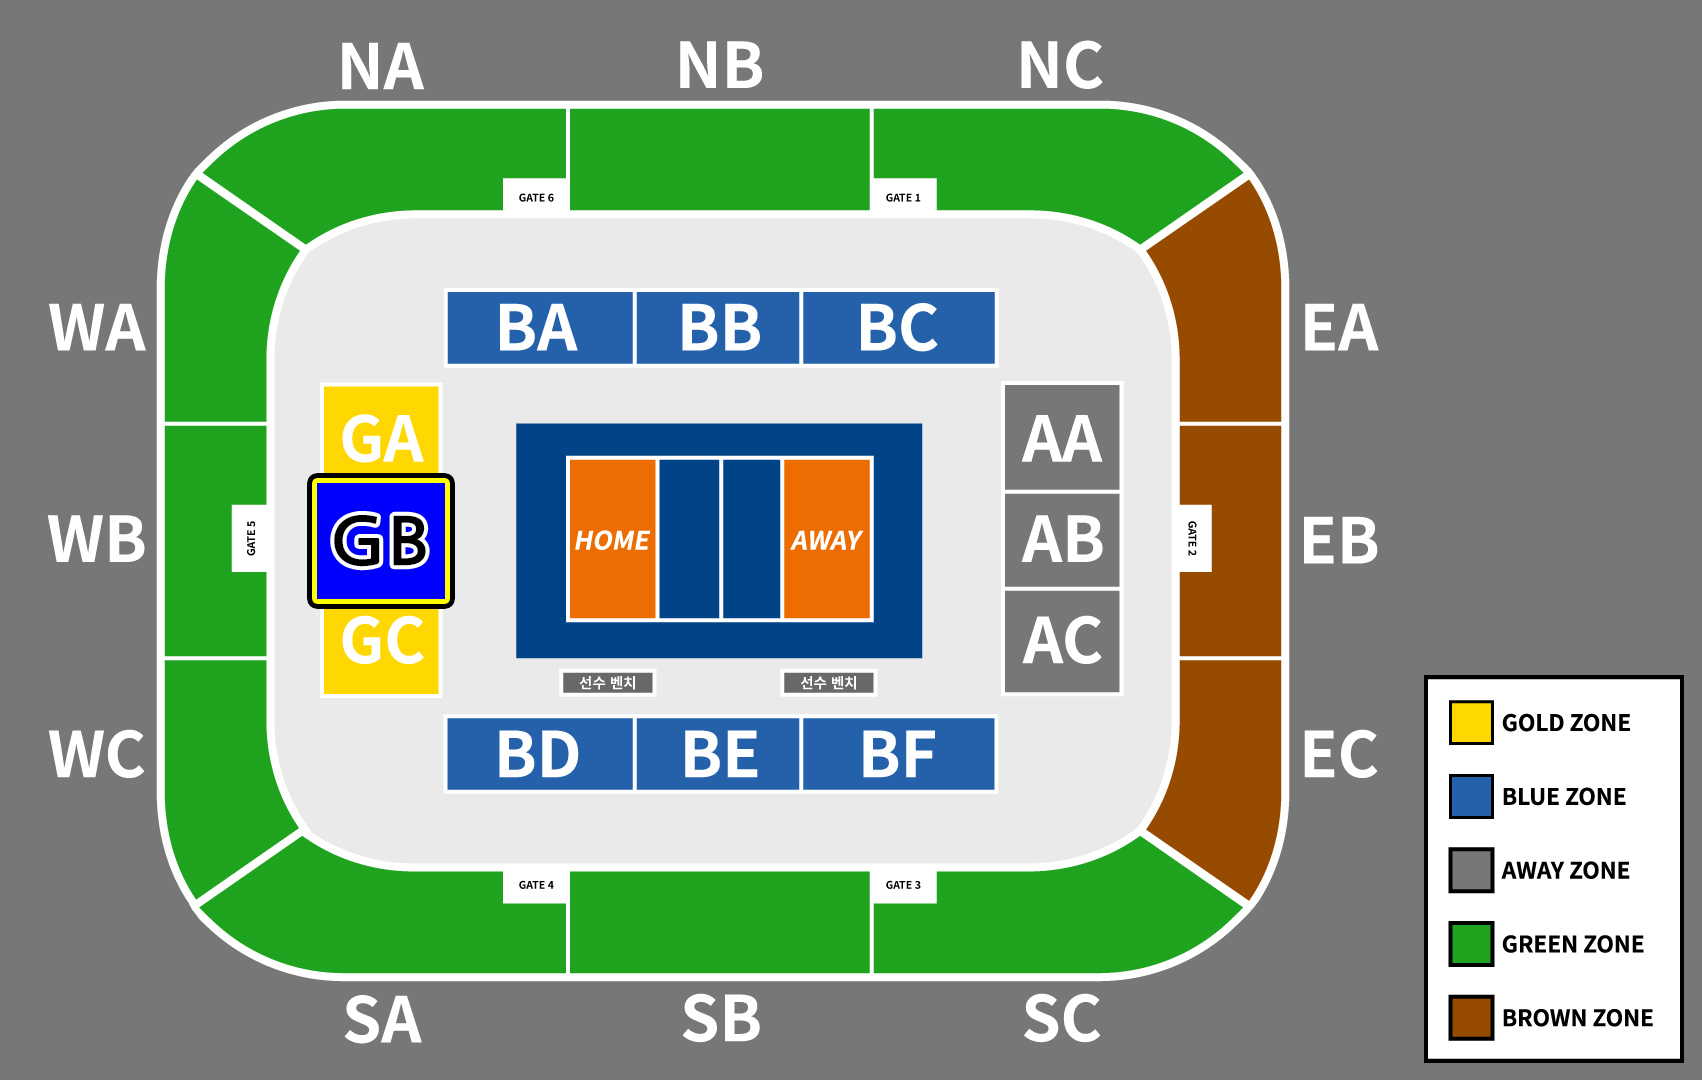 NA
NB
NC
GATE 6
GATE 1
WA
BA
BB
BC
EA
GA
AA
WB
GATE 5
GB
HOME
AWAY
AB
GATE 2
EB
GC
AC
선수 벤치
선수 벤치
WC
BD
BE
BF
EC
GATE 4
GATE 3
SA
SB
SC
GOLD ZONE
BLUE ZONE
AWAY ZONE
GREEN ZONE
BROWN ZONE